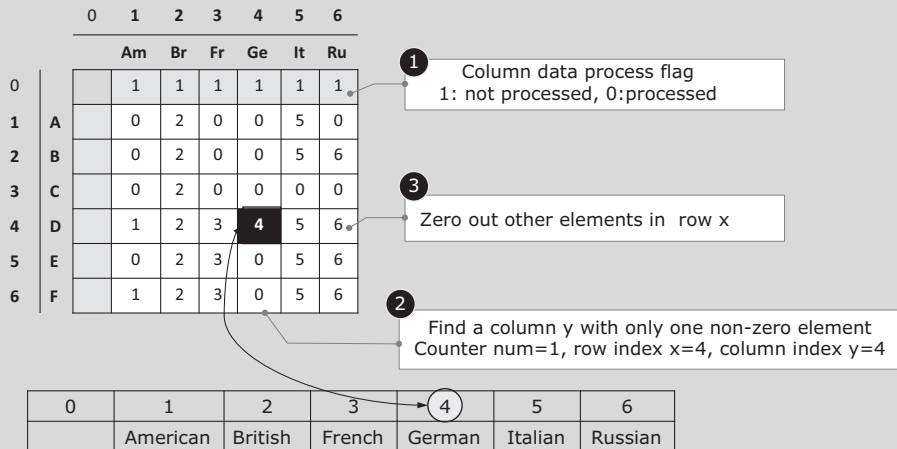 0 1 2 3 4 5 6
Am Br Fr Ge It Ru
0 1 1 1 1 1 1
1 A 0 2 0 0 5 0
2 B 0 2 0 0 5 6
3 C 0 2 0 0 0 0
4 D 1 2 3 4 5 6
5 E 0 2 3 0 5 6
6 F 1 2 3 0 5 6
1
Column data process flag
1: not processed, 0:processed
3
Zero out other elements in row x
2
Find a column y with only one non-zero element
Counter num=1, row index x=4, column index y=4
0 1 2 3 4 5 6
American British French German Italian Russian